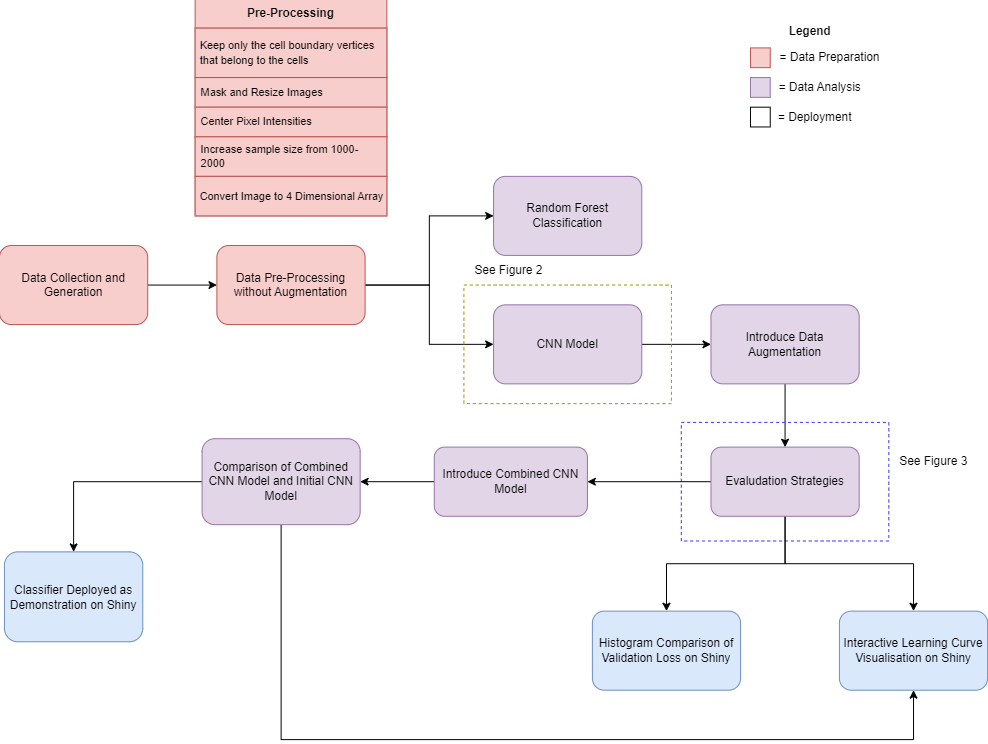 Pre-Processing
Keep only the cell boundary vertices
that belong to the cells
Mask and Resize Images
Center Pixel Intensities
Increase sample size from 1000-
2000
Convert Image to 4 Dimensional Array
Legend
= Data Preparation
= Data Analysis
= Deployment
Random Forest
Classification
Data Collection and
Generation
Data Pre-Processing
without Augmentation
See Figure 2
CNN Model
Introduce Data
Augmentation
See Figure 3
Evaludation Strategies
Introduce Combined CNN
Model
Comparison of Combined
CNN Model and Initial CNN
Model
Classifier Deployed as
Demonstration on Shiny
Histogram Comparison of
Validation Loss on Shiny
Interactive Learning Curve
Visualisation on Shiny